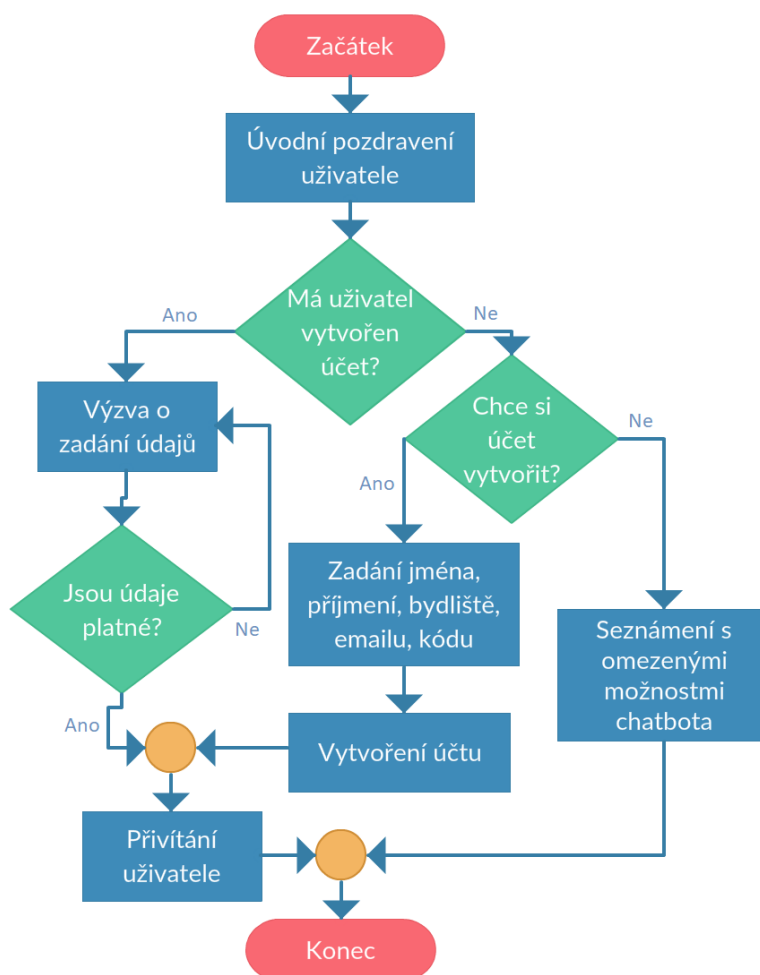 Začátek
Úvodní pozdravení
uživatele
Má uživatel
vytvořen
účet?
Ano
Ne
Výzva o
zadání údajů
Chce si
účet
vytvořit?
Ne
Ano
Jsou údaje
platné?
Ne
Ano
Zadání jména,
příjmení, bydliště,
emailu, kódu
Seznámení s
omezenými
možnostmi
chatbota
Vytvoření účtu
Přivítání
uživatele
Konec